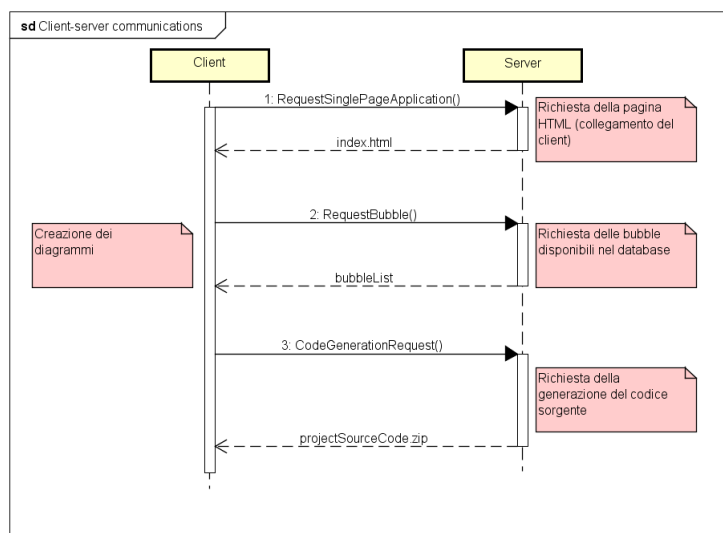 sd Client-server communications
Client
Server
1: RequestSinglePageApplication()
Richiesta della pagina
HTML (collegamento del
client)
index.html
2: RequestBubble()
Creazione dei
diagrammi
Richiesta delle bubble
disponibili nel database
bubbleList
3: CodeGenerationRequest()
Richiesta della
generazione del codice
sorgente
projectSourceCode.zip